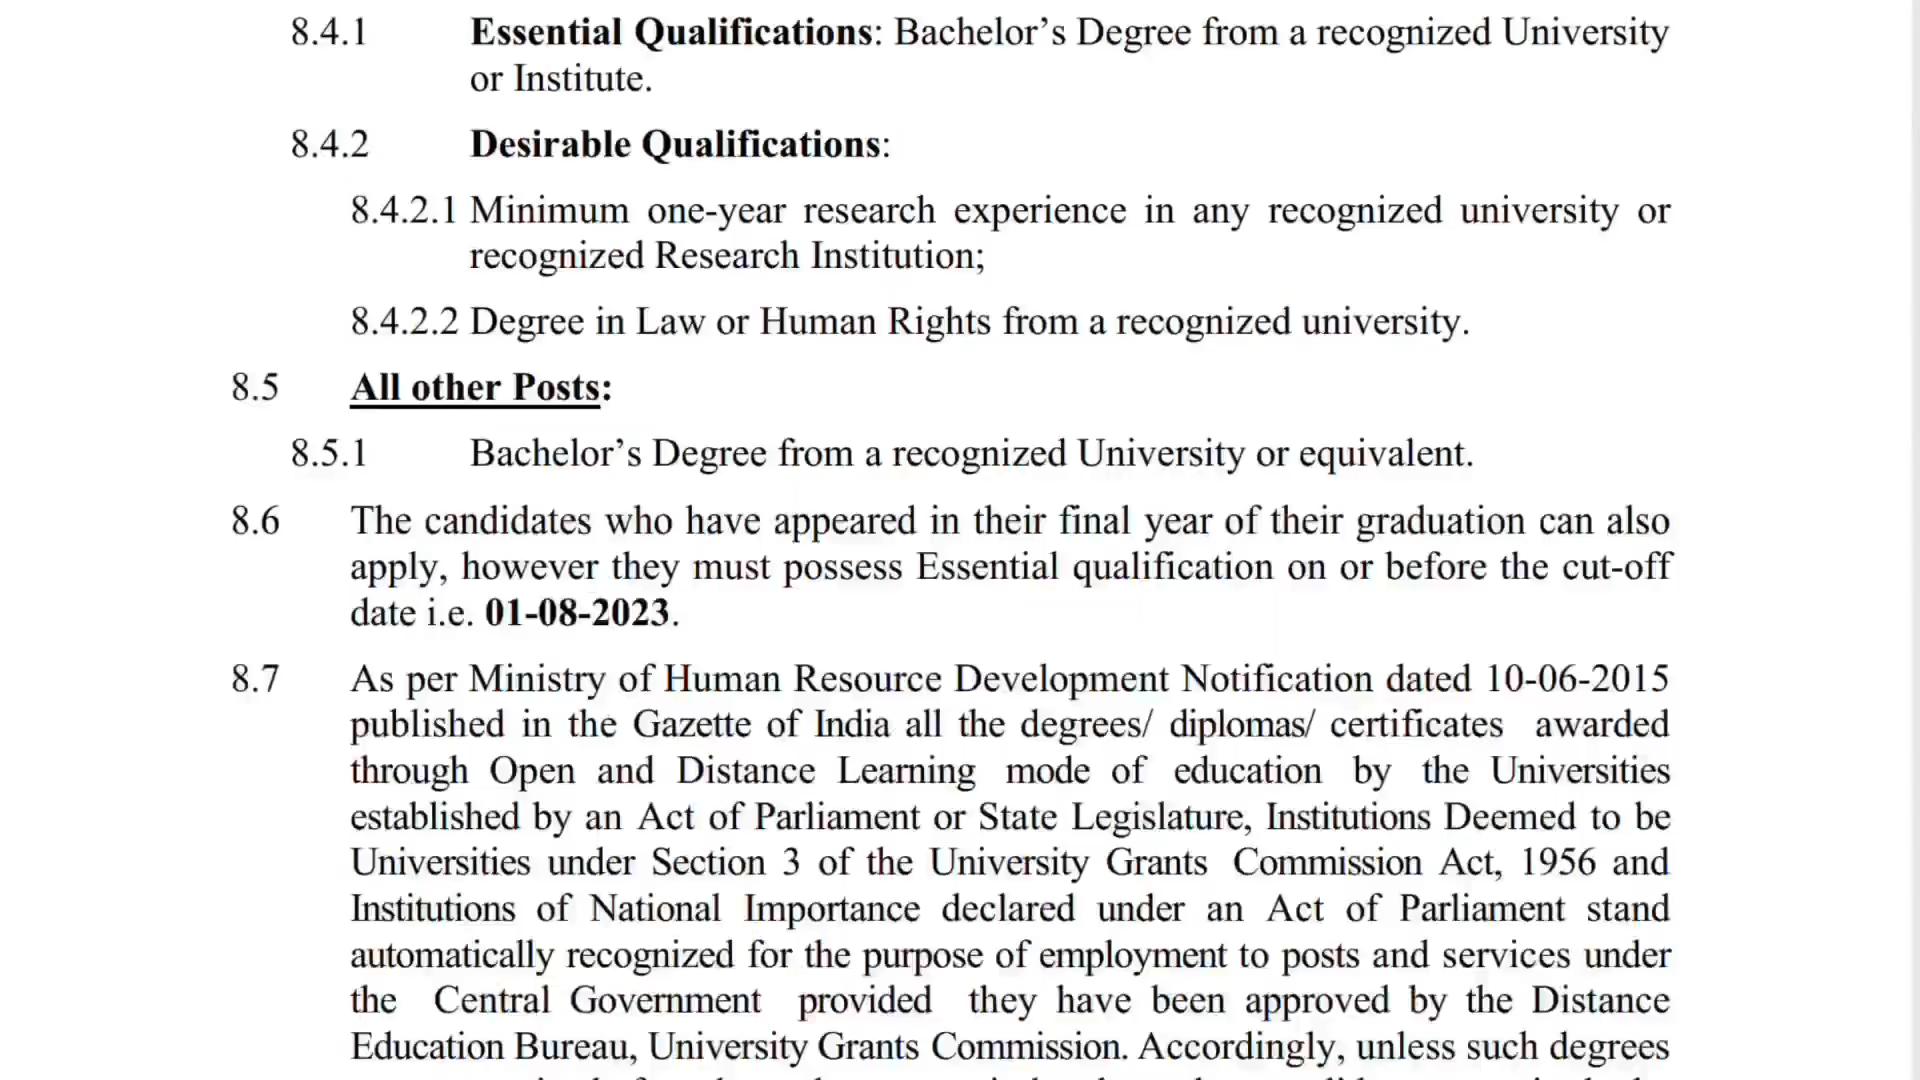 8.4.1 Essential Qualifications: Bachelor’s Degree from a recognized University
or Institute.
8.4.2 Desirable Qualifications:
8.4.2.1 Minimum one-year research experience in any recognized university or
recognized Research Institution;
8.4.2.2 Degree in Law or Human Rights from a recognized university.
8.5 All other Posts:
8.5.1 Bachelor’s Degree from a recognized University or equivalent.
8.6 The candidates who have appeared in their final year of their graduation can also
apply, however they must possess Essential qualification on or before the cut-off
date i.e. 01-08-2023.
8.7 As per Ministry of Human Resource Development Notification dated 10-06-2015
published in the Gazette of India all the degrees/ diplomas/ certificates awarded
through Open and Distance Learning mode of education by the Universities
established by an Act of Parliament or State Legislature, Institutions Deemed to be
Universities under Section 3 of the University Grants Commission Act, 1956 and
Institutions of National Importance declared under an Act of Parliament stand
automatically recognized for the purpose of employment to posts and services under
the Central Government provided they have been approved by the Distance
Education Bureau, University Grants Commission. Accordingly, unless such degrees